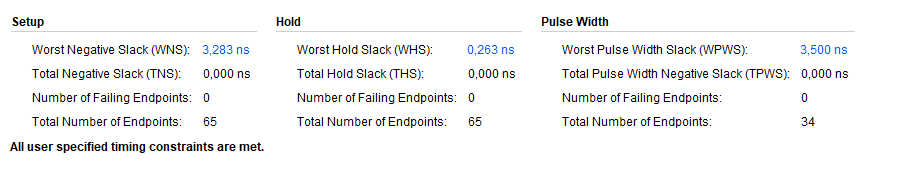 Setup Hold Pulse Width
Worst Negative Slack (WNS): 3,283 ns Worst Hold Slack (WHS): 0,263 ns Worst Pulse Width Slack (WPWS): 3,500 ns
Total Negative Slack (TNS): 0,000 ns Total Hold Slack (THS): 0,000 ns Total Pulse Width Negative Slack (TPWS): 0,000 ns
Number of Failing Endpoints: 0 Number of Failing Endpoints: 0 Number of Failing Endpoints: 0
Total Number of Endpoints: 65 Total Number of Endpoints: 65 Total Number of Endpoints: 34
All user specified timing constraints are met.